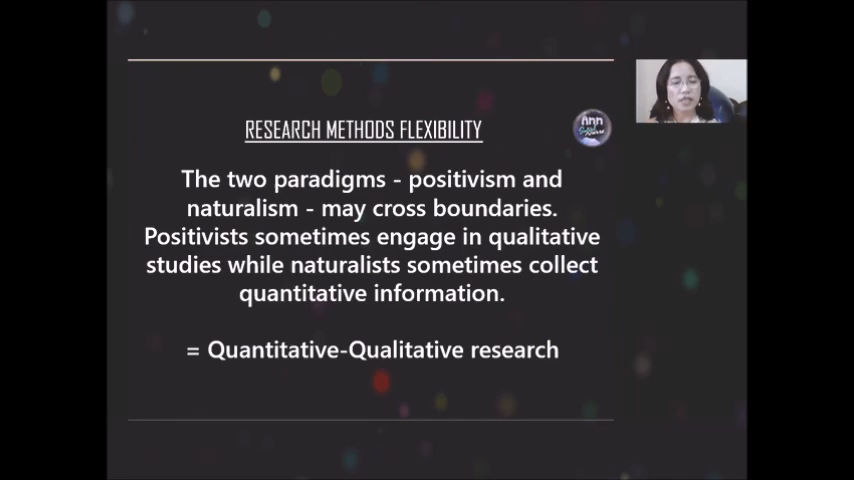 RESEARCH METHODS FLEXIBILITY
Ann
The two paradigms - positivism and
naturalism - may cross boundaries.
Positivists sometimes engage in qualitative
studies while naturalists sometimes collect
quantitative information.
= Quantitative-Qualitative research